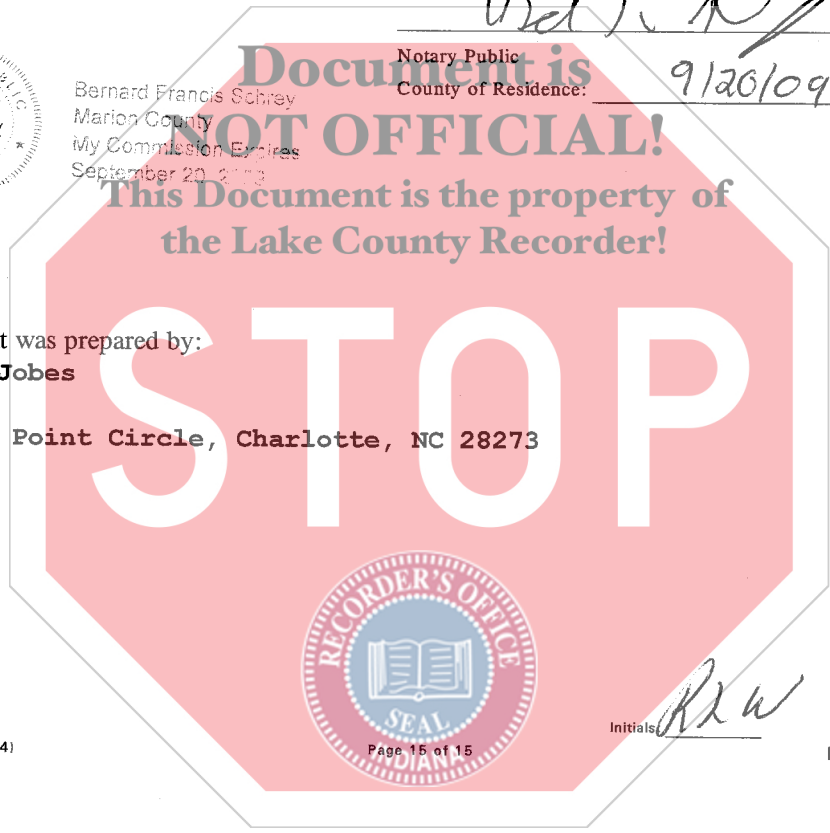 Document is
Notary Public
County of Residence: 9/20/09
Bernard Francis Schrey
Marion County
My Commission Expires
September 20,
NOT OFFICIAL!
This Document is the property of
the Lake County Recorder!
t was prepared by:
Jobes
Point Circle, Charlotte, NC 28273
STOP
RECORDER'S OFFICE
SEAL
INDIANA
Initials: RLW
4)
Page 15 of 15